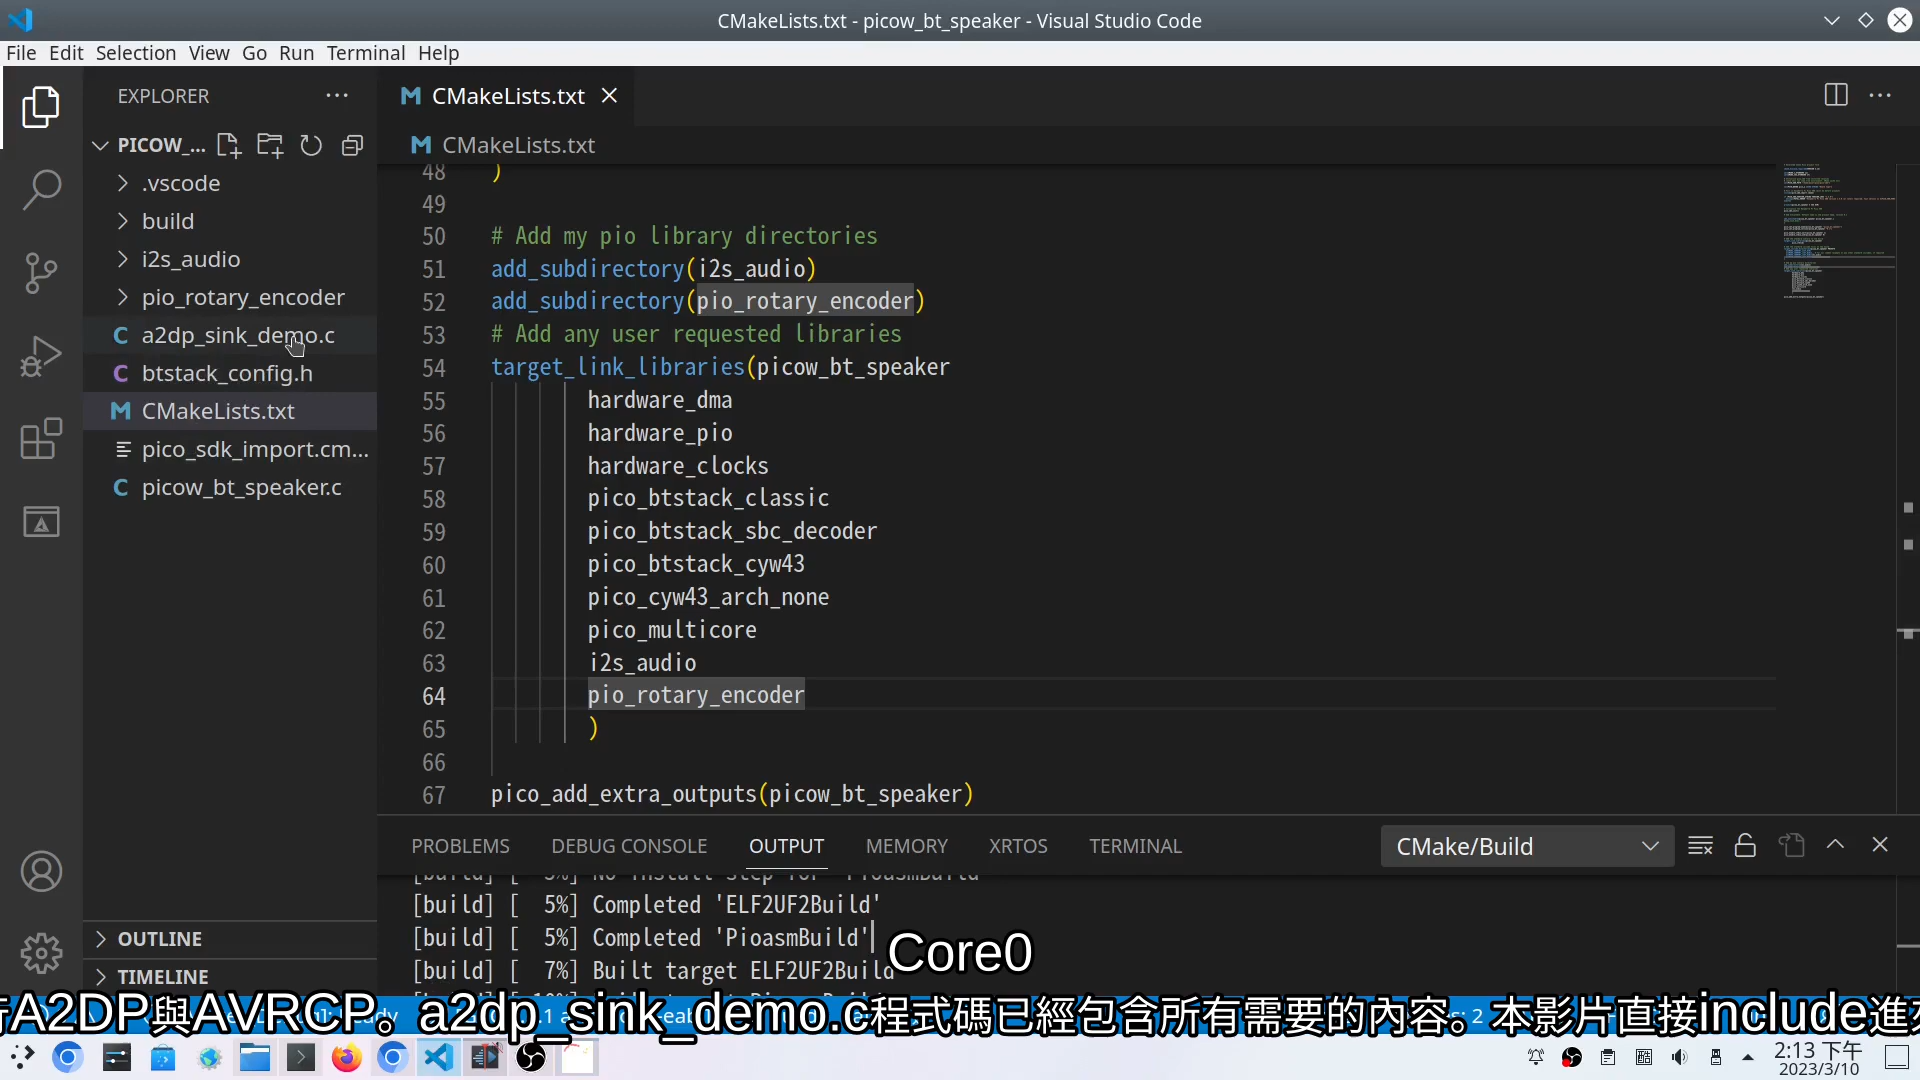 CMakeLists.txt - picow_bt_speaker - Visual Studio Code
File Edit Selection View Go Run Terminal Help
EXPLORER
PICOW_...
.vscode
build
i2s_audio
pio_rotary_encoder
a2dp_sink_demo.c
btstack_config.h
CMakeLists.txt
pico_sdk_import.cm...
picow_bt_speaker.c
OUTLINE
TIMELINE
CMakeLists.txt
CMakeLists.txt
48 )
49
50 # Add my pio library directories
51 add_subdirectory(i2s_audio)
52 add_subdirectory(pio_rotary_encoder)
53 # Add any user requested libraries
54 target_link_libraries(picow_bt_speaker
55 hardware_dma
56 hardware_pio
57 hardware_clocks
58 pico_btstack_classic
59 pico_btstack_sbc_decoder
60 pico_btstack_cyw43
61 pico_cyw43_arch_none
62 pico_multicore
63 i2s_audio
64 pio_rotary_encoder
65 )
66
67 pico_add_extra_outputs(picow_bt_speaker)
PROBLEMS DEBUG CONSOLE OUTPUT MEMORY XRTOS TERMINAL CMake/Build
[build] [ 5%] Completed 'ELF2UF2Build'
[build] [ 5%] Completed 'PioasmBuild'
[build] [ 7%] Built target ELF2UF2Build
Core0
A2DP與AVRCP。a2dp_sink_demo.c程式碼已經包含所有需要的內容。本影片直接include進
2:13 下午
2023/3/10